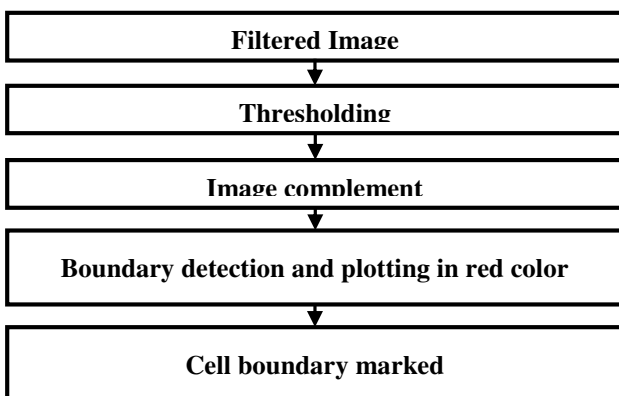 Filtered Image
Thresholding
Image complement
Boundary detection and plotting in red color
Cell boundary marked